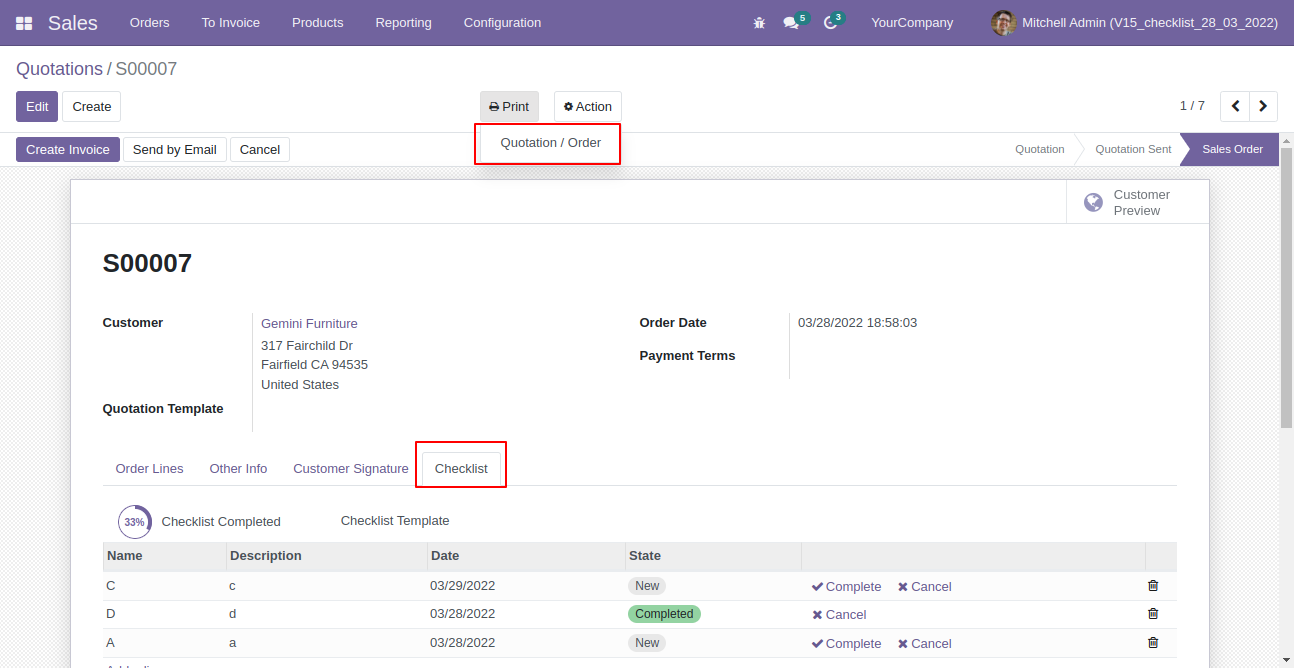 Sales Orders To Invoice Products Reporting Configuration 5 3 YourCompany Mitchell Admin (V15_checklist_28_03_2022)
Quotations / S00007
Edit Create Print Action 1 / 7
Quotation / Order
Create Invoice Send by Email Cancel Quotation Quotation Sent Sales Order
Customer
Preview
S00007
Customer Gemini Furniture Order Date 03/28/2022 18:58:03
317 Fairchild Dr
Fairfield CA 94535 Payment Terms
United States
Quotation Template
Order Lines Other Info Customer Signature Checklist
33% Checklist Completed Checklist Template
Name Description Date State
C c 03/29/2022 New Complete Cancel
D d 03/28/2022 Completed Cancel
A a 03/28/2022 New Complete Cancel